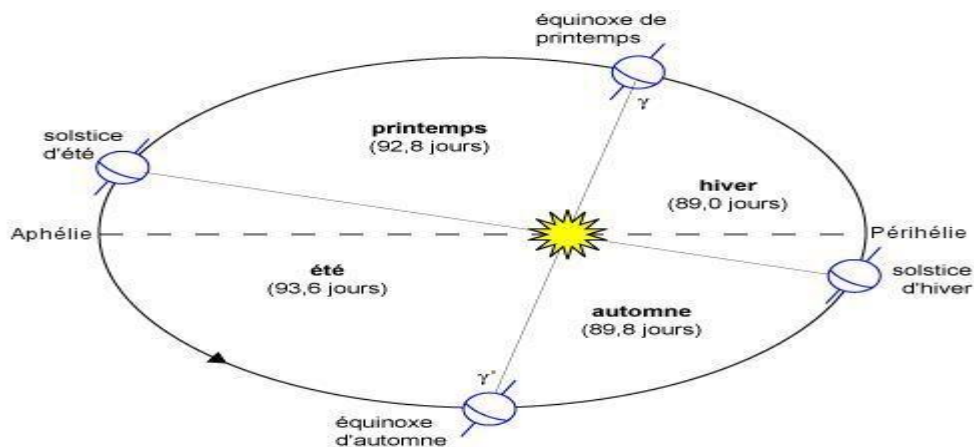 équinoxe de
printemps
γ
solstice
d'été
printemps
(92,8 jours)
hiver
(89,0 jours)
Aphélie
Périhélie
été
(93,6 jours)
solstice
d'hiver
automne
(89,8 jours)
γ'
équinoxe
d'automne